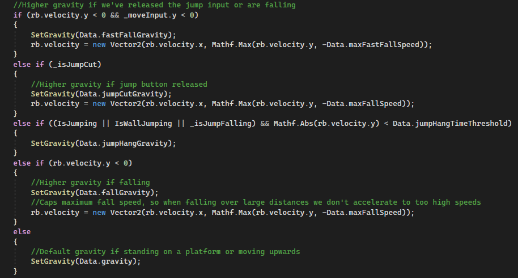 //Higher gravity if we've released the jump input or are falling
if (rb.velocity.y < 0 && _moveInput.y < 0)
{
SetGravity(Data.fastFallGravity);
rb.velocity = new Vector2(rb.velocity.x, Mathf.Max(rb.velocity.y, -Data.maxFastFallSpeed));
}
else if (_isJumpCut)
{
//Higher gravity if jump button released
SetGravity(Data.jumpCutGravity);
rb.velocity = new Vector2(rb.velocity.x, Mathf.Max(rb.velocity.y, -Data.maxFallSpeed));
}
else if ((IsJumping || IsWallJumping || _isJumpFalling) && Mathf.Abs(rb.velocity.y) < Data.jumpHangTimeThreshold)
{
SetGravity(Data.jumpHangGravity);
}
else if (rb.velocity.y < 0)
{
//Higher gravity if falling
SetGravity(Data.fallGravity);
//Caps maximum fall speed, so when falling over large distances we don't accelerate to too high speeds
rb.velocity = new Vector2(rb.velocity.x, Mathf.Max(rb.velocity.y, -Data.maxFallSpeed));
}
else
{
//Default gravity if standing on a platform or moving upwards
SetGravity(Data.gravity);
}